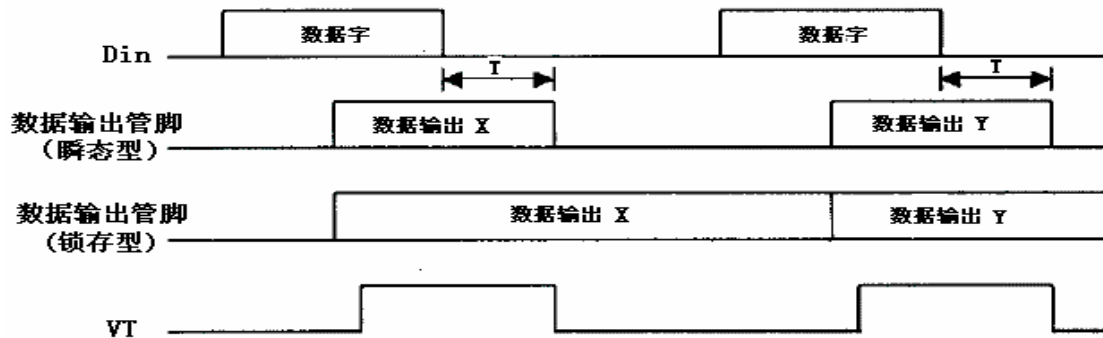 数据字 数据字
Din
T T
数据输出管脚
(瞬态型)
数据输出 X 数据输出 Y
数据输出管脚
(锁存型)
数据输出 X 数据输出 Y
VT